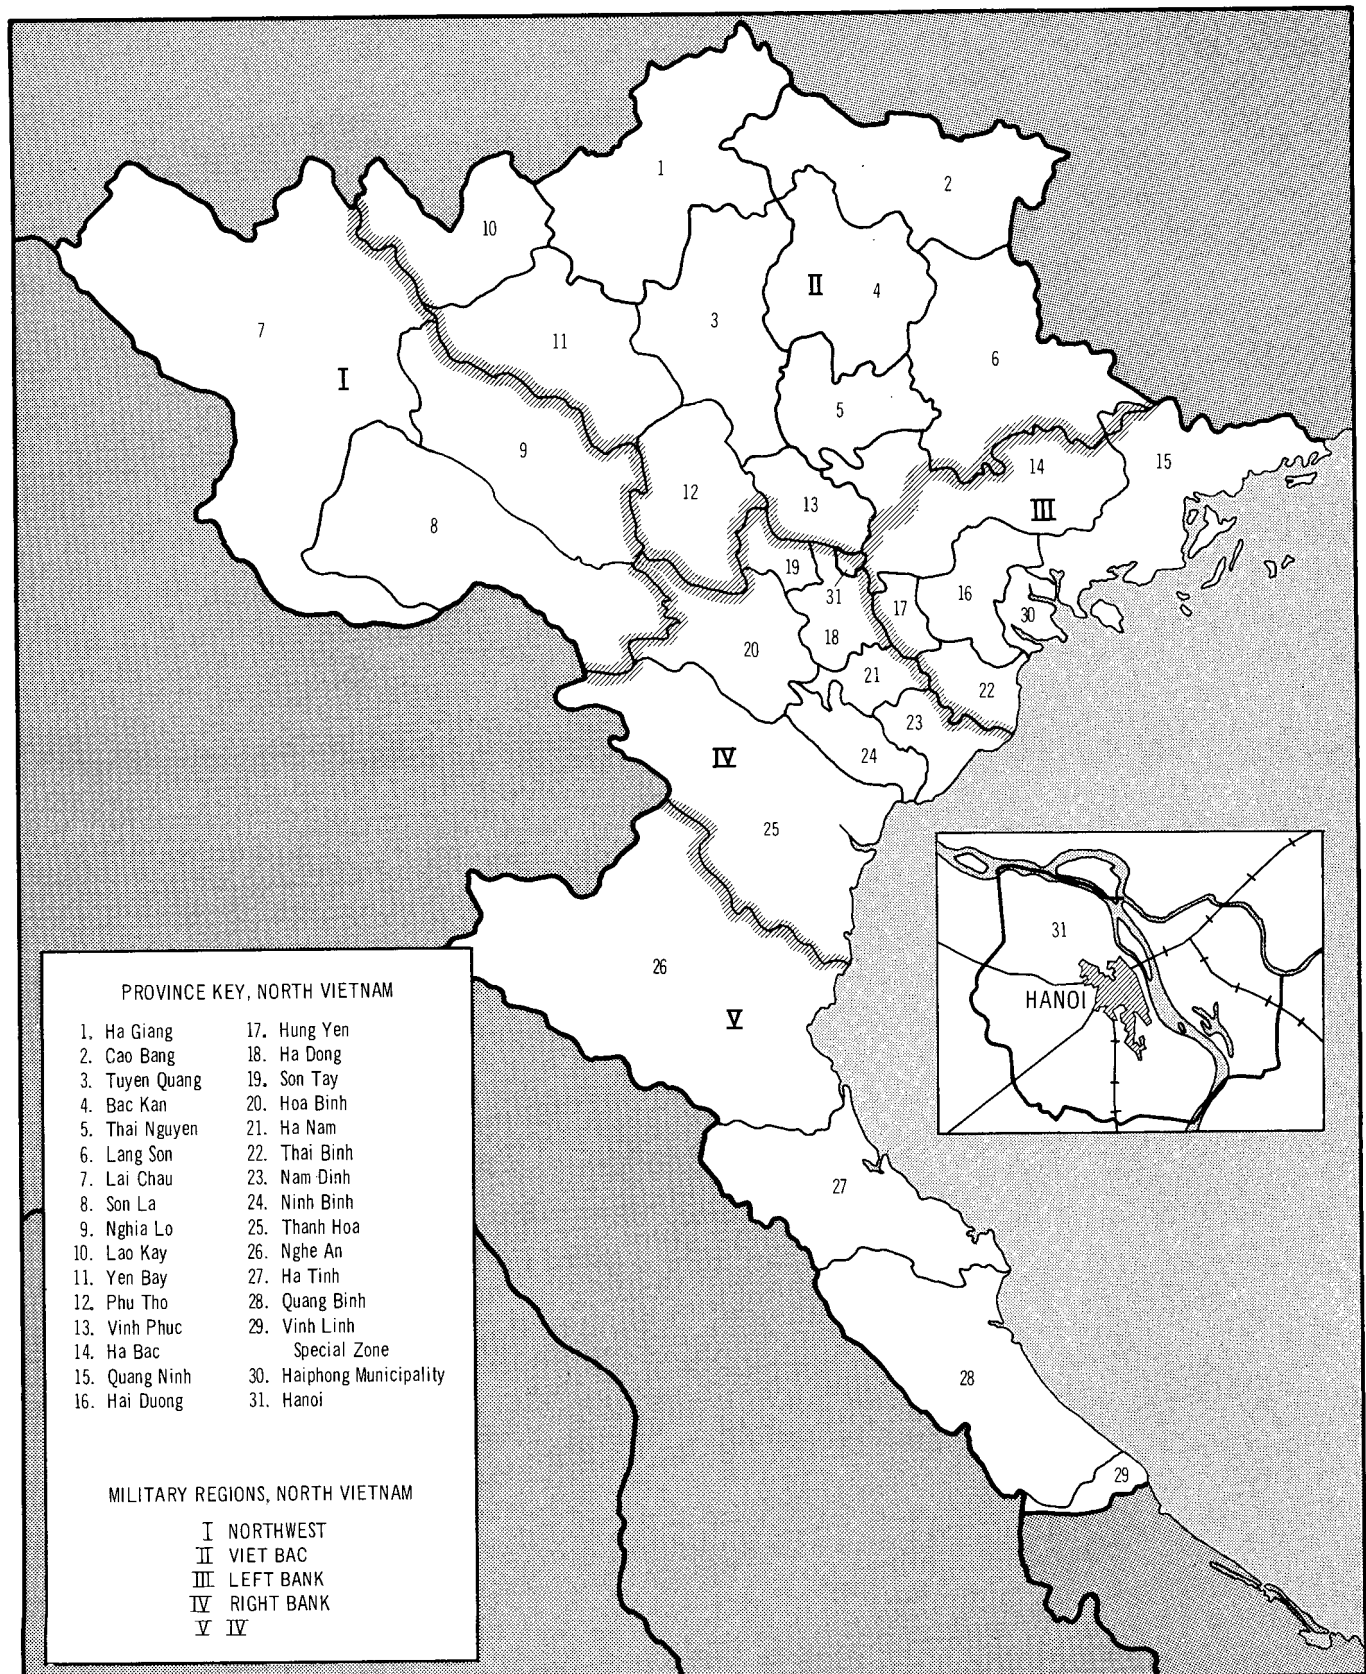 1
2
10
II
4
7
3
11
6
I
5
9
14
15
12
III
13
8
19
31
16
17
30
18
20
21
22
23
IV
24
25
31
HANOI
26
V
27
28
29
PROVINCE KEY, NORTH VIETNAM
1. Ha Giang
2. Cao Bang
3. Tuyen Quang
4. Bac Kan
5. Thai Nguyen
6. Lang Son
7. Lai Chau
8. Son La
9. Nghia Lo
10. Lao Kay
11. Yen Bay
12. Phu Tho
13. Vinh Phuc
14. Ha Bac
15. Quang Ninh
16. Hai Duong
17. Hung Yen
18. Ha Dong
19. Son Tay
20. Hoa Binh
21. Ha Nam
22. Thai Binh
23. Nam Dinh
24. Ninh Binh
25. Thanh Hoa
26. Nghe An
27. Ha Tinh
28. Quang Binh
29. Vinh Linh
Special Zone
30. Haiphong Municipality
31. Hanoi
MILITARY REGIONS, NORTH VIETNAM
I NORTHWEST
II VIET BAC
III LEFT BANK
IV RIGHT BANK
V IV